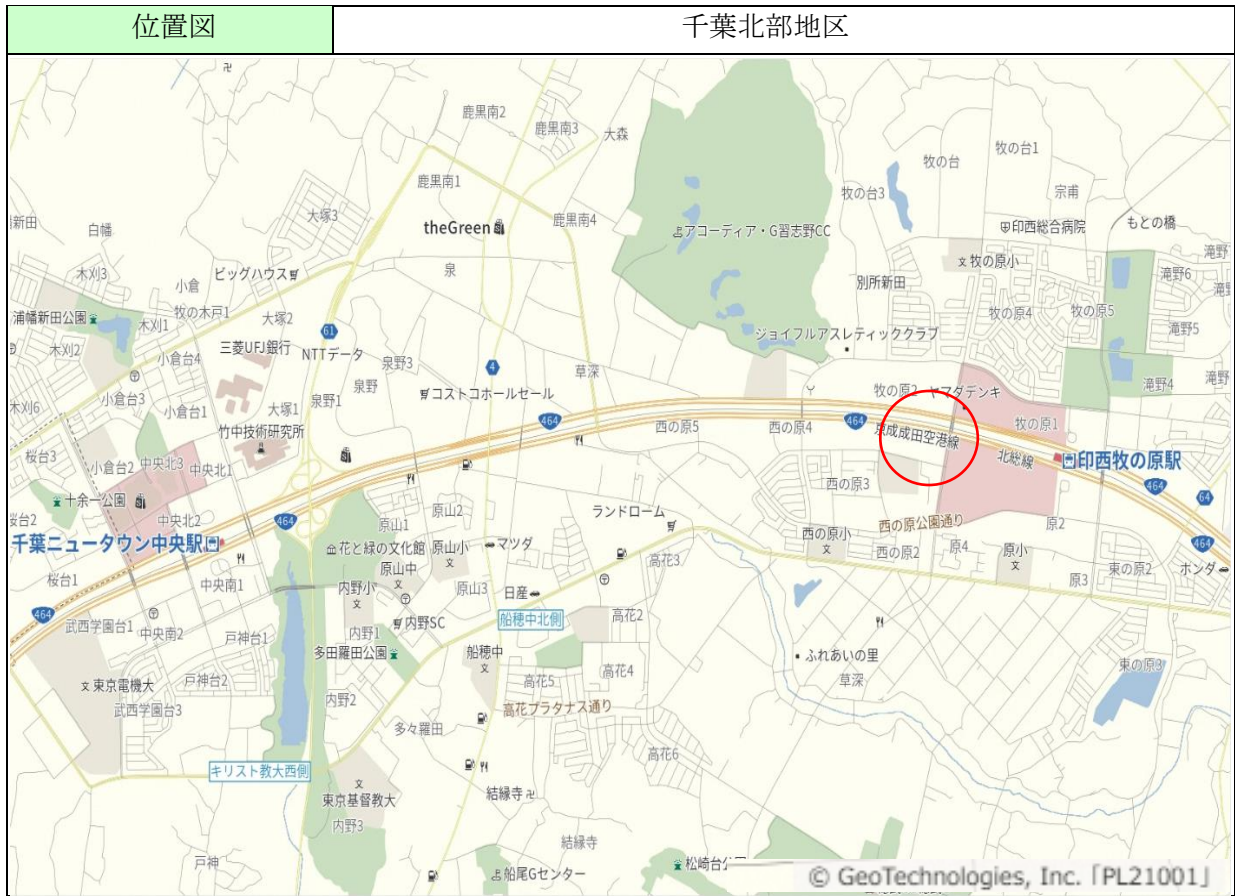 位置図
千葉北部地区
鹿黒南2
鹿黒南3
大森
牧の台
牧の台1
鹿黒南1
牧の台3
宗甫
新田
白幡
大塚3
theGreen
鹿黒南4
アコーディア・G習志野CC
印西総合病院
もとの橋
木刈3
小倉
ビッグハウス
泉
別所新田
牧の原小
滝野6
滝野
浦幡新田公園
木刈1
牧の木戸1
大塚2
61
ジョイフルアスレティッククラブ
牧の原4
牧の原5
滝野5
木刈2
小倉台4
三菱UFJ銀行
NTTデータ
泉野3
4
草深
木刈6
小倉台3
小倉台1
大塚1
泉野1
泉野
コストコホールセール
牧の原2
ヤマダデンキ
滝野4
滝野
竹中技術研究所
464
西の原5
西の原4
464
京成成田空港線
牧の原1
桜台3
小倉台2
中央北3
中央北1
北総線
印西牧の原駅
十余一公園
西の原3
464
64
桜台2
中央北2
464
原山1
原山2
ランドローム
西の原公園通り
原2
千葉ニュータウン中央駅
花と緑の文化館
原山小
マツダ
西の原小
西の原2
原4
原小
464
桜台1
中央南1
原山中
高花3
原3
東の原2
ホンダ
464
内野小
原山3
日産
武西学園台1
中央南2
戸神台1
内野1
内野SC
船穂中北側
高花2
多田羅田公園
船穂中
ふれあいの里
東京電機大
戸神台2
高花5
高花4
草深
東の原3
武西学園台3
内野2
高花プラタナス通り
多々羅田
高花6
キリスト教大西側
東京基督教大
結縁寺
内野3
結縁寺
戸神
船尾Gセンター
松崎台公
© GeoTechnologies, Inc.「PL21001」